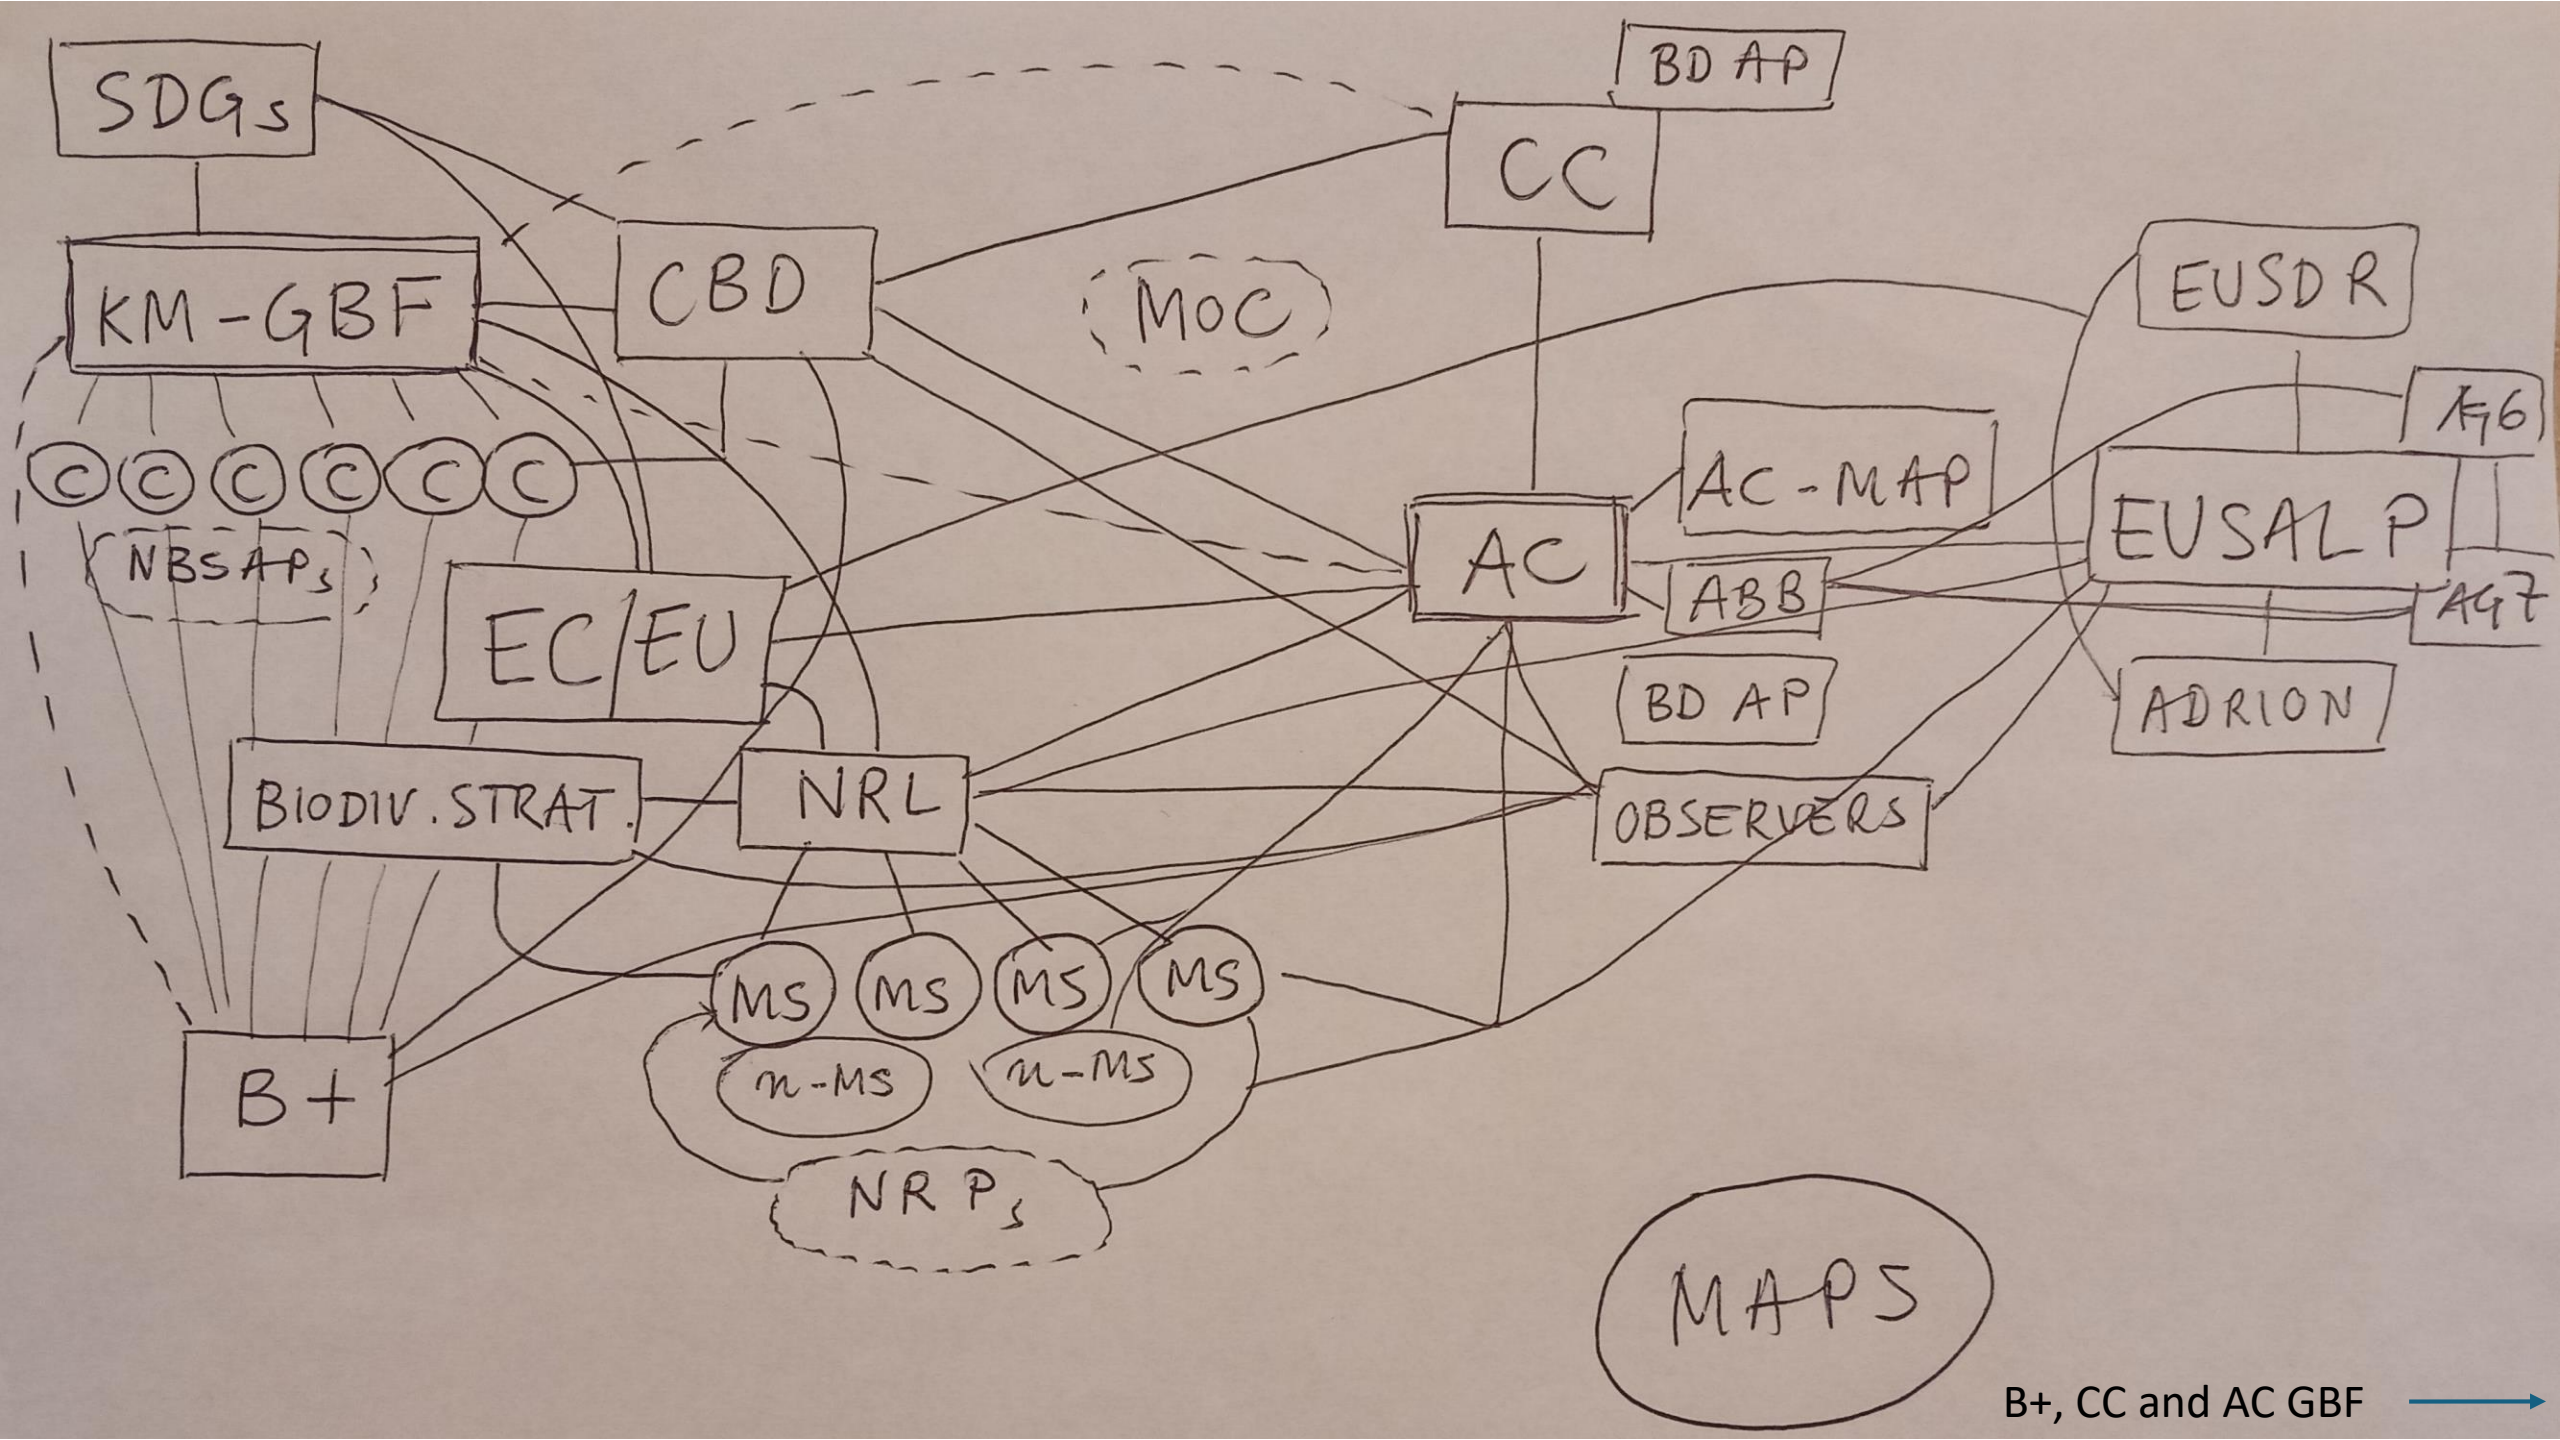 BD AP
SDGs
CC
KM-GBF
CBD
MOC
EUSDR
AG6
C C C C C C
AC-MAP
EUSALP
NBSAPs
AC
ABB
AG7
EC/EU
BD AP
ADRION
BIODIV. STRAT.
NRL
OBSERVERS
MS MS MS MS
B+
n-MS n-MS
NRPs
MAPS
B+, CC and AC GBF